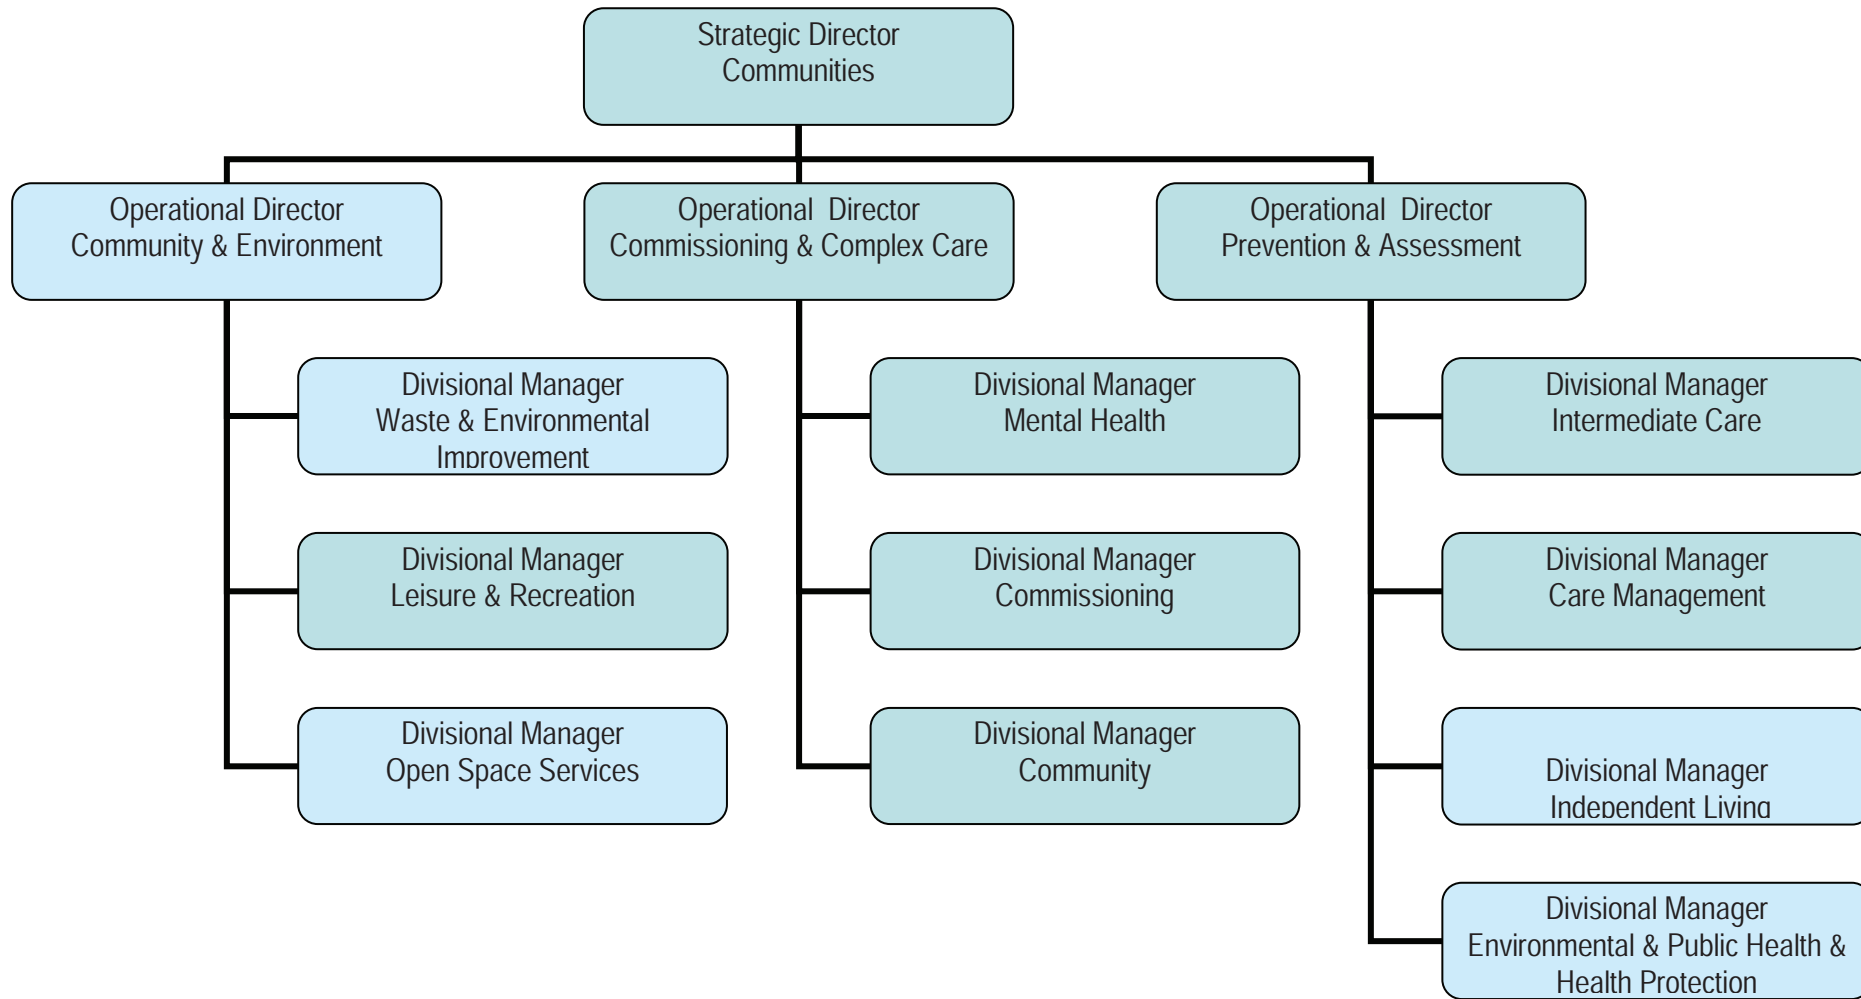 Strategic Director
Communities
Operational Director
Community & Environment
Operational Director
Commissioning & Complex Care
Operational Director
Prevention & Assessment
Divisional Manager
Waste & Environmental
Improvement
Divisional Manager
Mental Health
Divisional Manager
Intermediate Care
Divisional Manager
Leisure & Recreation
Divisional Manager
Commissioning
Divisional Manager
Care Management
Divisional Manager
Open Space Services
Divisional Manager
Community
Divisional Manager
Independent Living
Divisional Manager
Environmental & Public Health &
Health Protection